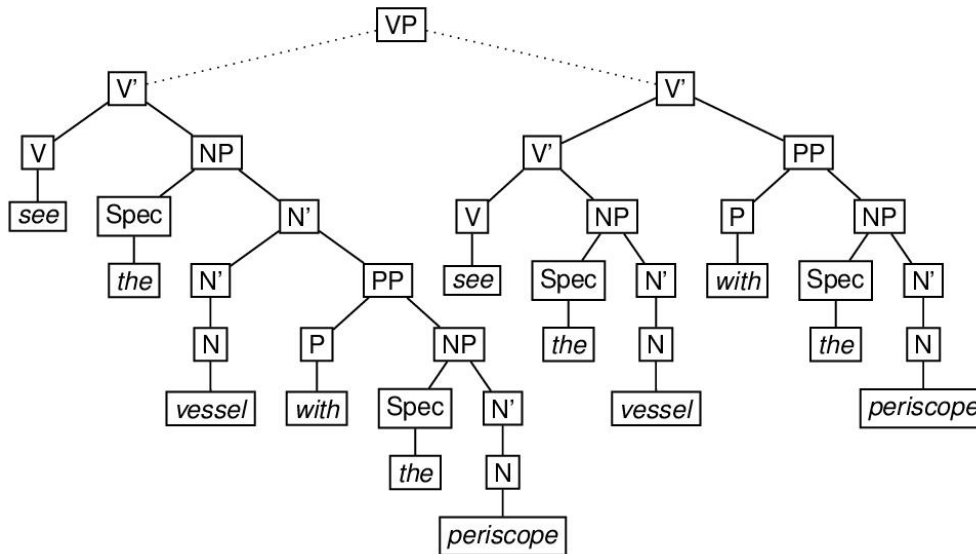 VP
V' V'
V NP V' PP
see Spec N' V NP P NP
the N' PP see Spec N' with Spec N'
N P NP the N the N
vessel with Spec N' vessel periscope
the N
periscope